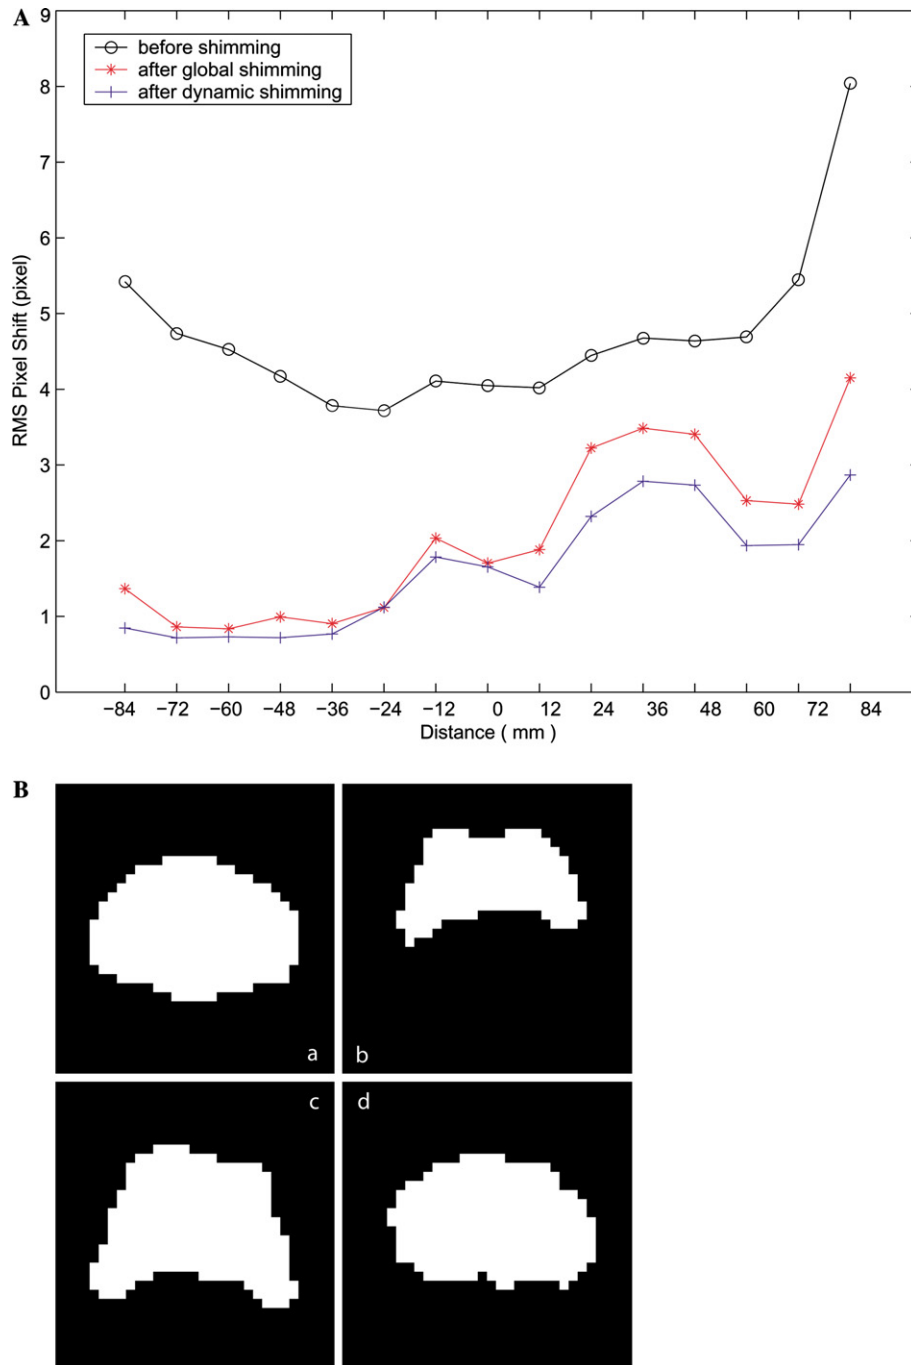 A
9
8
7
6
5
4
3
2
1
0
RMS Pixel Shift (pixel)
before shimming
after global shimming
after dynamic shimming
−84 −72 −60 −48 −36 −24 −12 0 12 24 36 48 60 72 84
Distance ( mm )
B
a
b
c
d